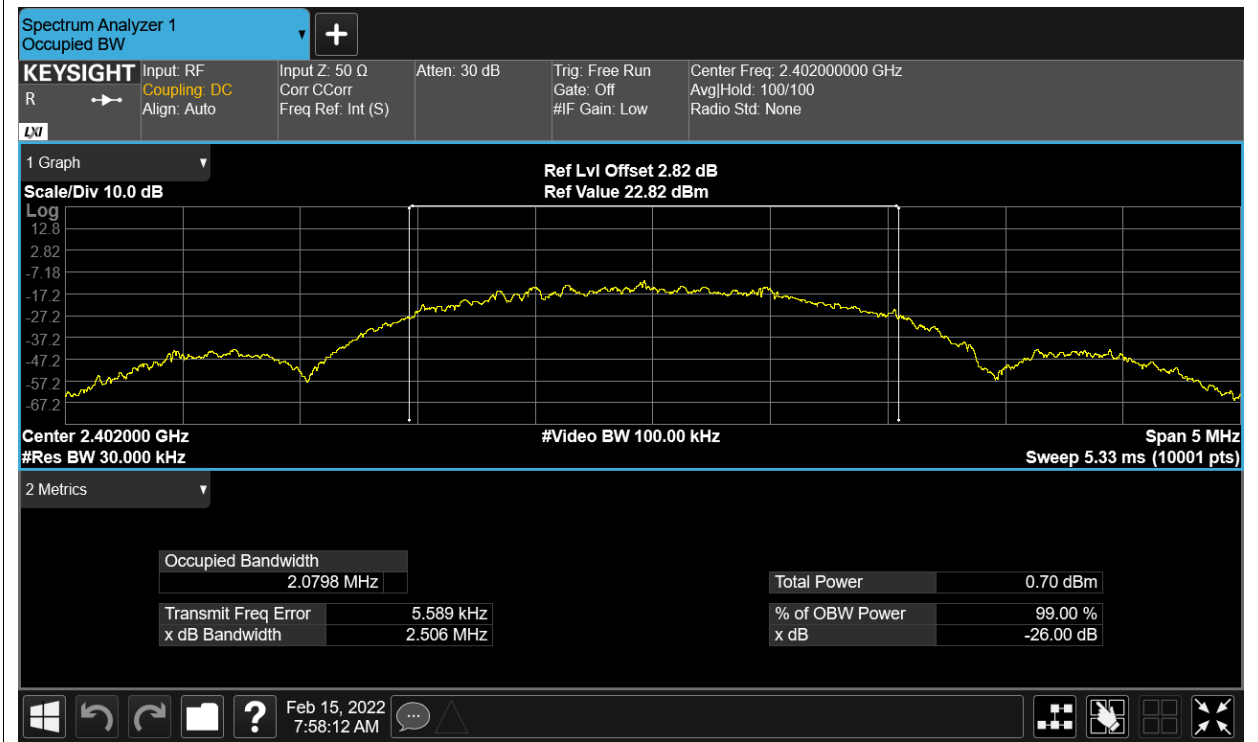 Spectrum Analyzer 1
Occupied BW
KEYSIGHT
R
LXI
Input: RF
Coupling: DC
Align: Auto
Input Z: 50 Ω
Corr CCorr
Freq Ref: Int (S)
Atten: 30 dB
Trig: Free Run
Gate: Off
#IF Gain: Low
Center Freq: 2.402000000 GHz
Avg|Hold: 100/100
Radio Std: None
1 Graph
Scale/Div 10.0 dB
Ref Lvl Offset 2.82 dB
Ref Value 22.82 dBm
Log
12.8
2.82
-7.18
-17.2
-27.2
-37.2
-47.2
-57.2
-67.2
Center 2.402000 GHz
#Video BW 100.00 kHz
Span 5 MHz
#Res BW 30.000 kHz
Sweep 5.33 ms (10001 pts)
2 Metrics
Occupied Bandwidth
2.0798 MHz
Total Power 0.70 dBm
Transmit Freq Error 5.589 kHz
% of OBW Power 99.00 %
x dB Bandwidth 2.506 MHz
x dB -26.00 dB
?
Feb 15, 2022
7:58:12 AM